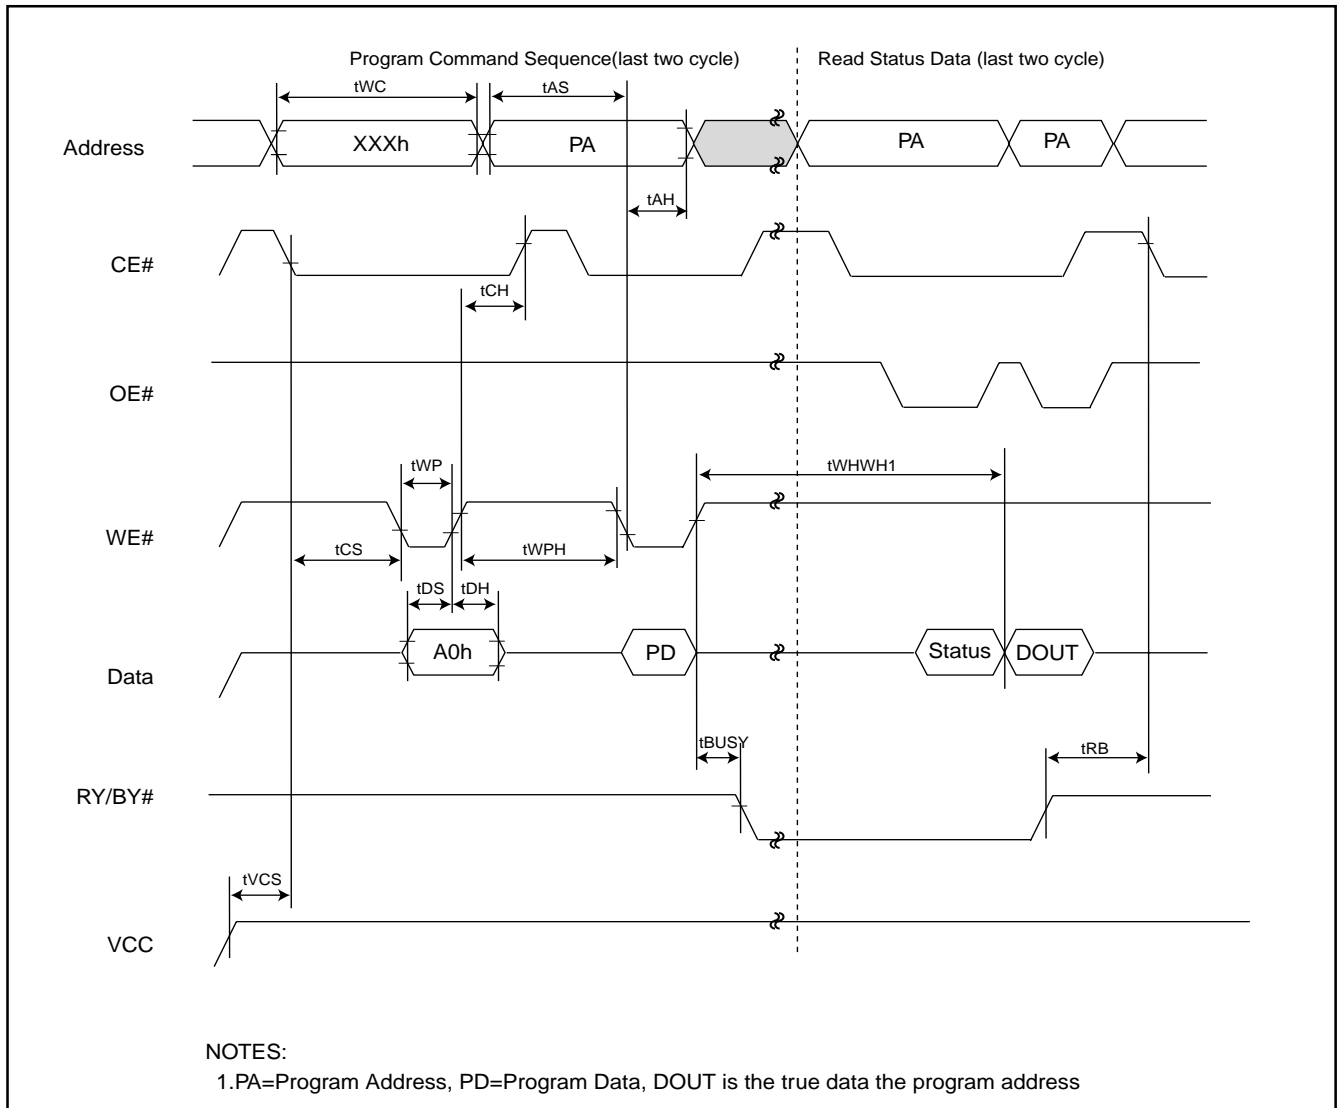 Program Command Sequence(last two cycle)
Read Status Data (last two cycle)
tWC
tAS
Address
XXXh
PA
PA
PA
tAH
CE#
tCH
OE#
tWP
tWHWH1
WE#
tCS
tWPH
tDS
tDH
A0h
PD
Status
DOUT
Data
tBUSY
tRB
RY/BY#
tVCS
VCC
NOTES:
1.PA=Program Address, PD=Program Data, DOUT is the true data the program address